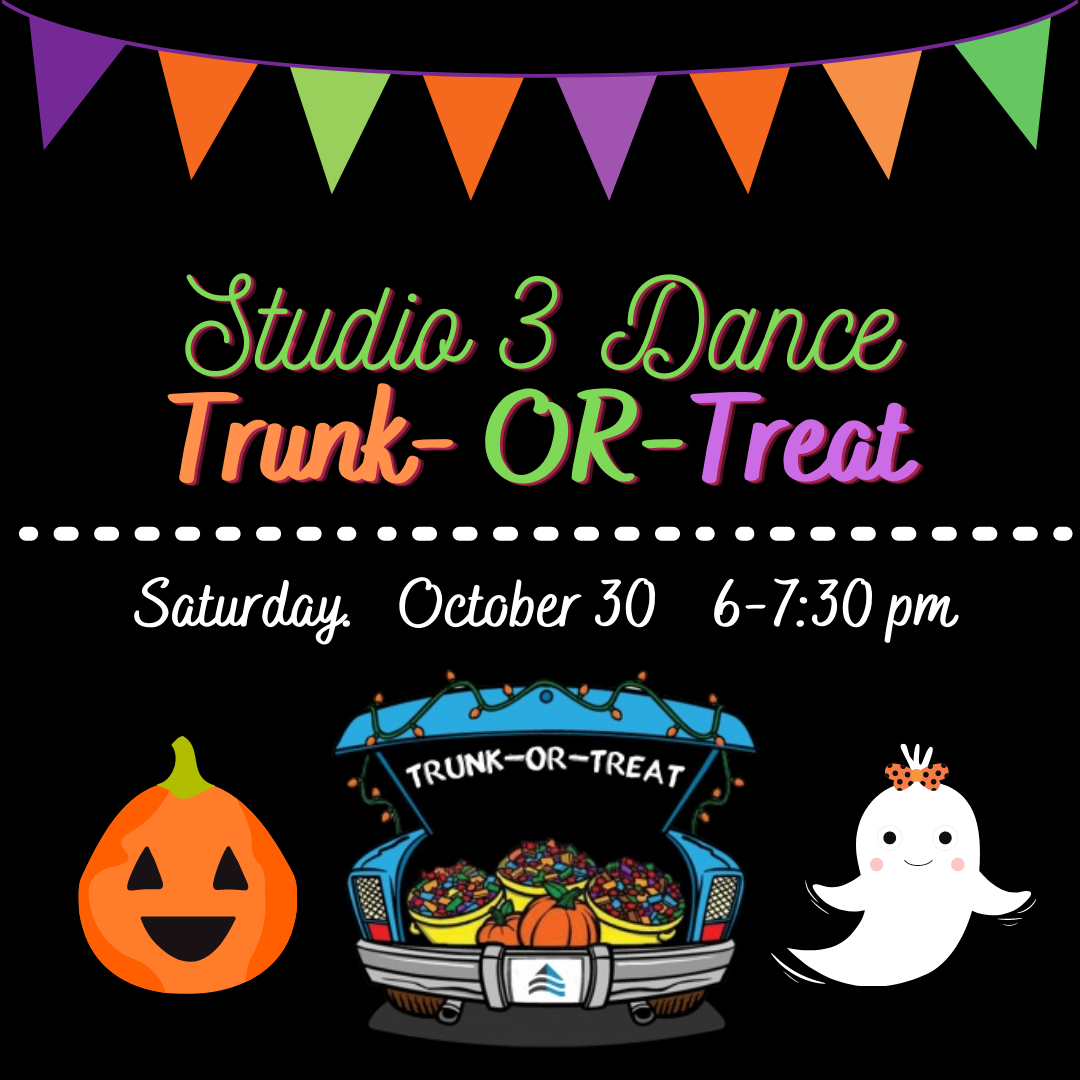 Studio 3 Dance
Trunk- OR-Treat
Saturday. October 30 6-7:30 pm
TRUNK-OR-TREAT